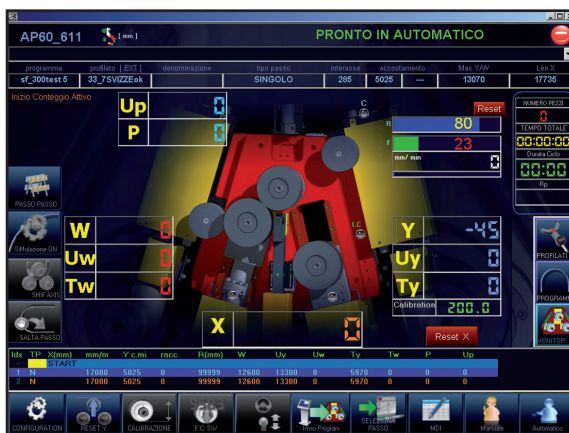 AP60_611 [mm.] PRONTO IN AUTOMATICO
programma profilato [EXT.] denominazione tipo passo interasse accostamento Max Y/W Len X
sf_300test 5 33_7SVIZZEok SINGOLO 285 5025 --- 13070 17735
Inizio Conteggio Attivo
Up 0
P 0
C
Reset
R 80
F 23
mm/ min 0
NUMERO PEZZI
0
TEMPO TOTALE
00:00:00
Durata Ciclo
00:00
Rip
PASSO PASSO
SiMulazione ON
SHIF AXIS
SALTA PASSO
W 0
Uw 0
Tw 0
I.C
Y -45
Uy 0
Ty 0
Calibration 200.0
X 0
Reset X
PROFILATI
PROGRAMMI
MONITOR
Idx TP X(mm) mm/m Y c.mi racc. R(mm) W Uy Uw Ty Tw P Up
START
1 N 17000 5025 0 99999 12600 13300 0 5970 0 0 0
2 N 17000 5025 0 99999 12600 13300 0 5970 0 0 0
CONFIGURATION
RESET Y
CALIBRAZIONE
F.C. SW
Invio Program
SELEZIONA PASSO
MDI
Manuale
Automatico